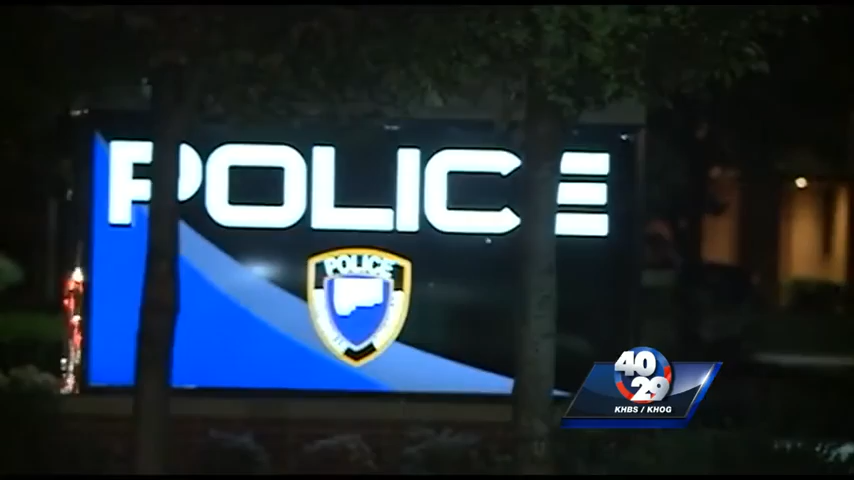 POLICE
POLICE
40
29
KHBS / KHOG